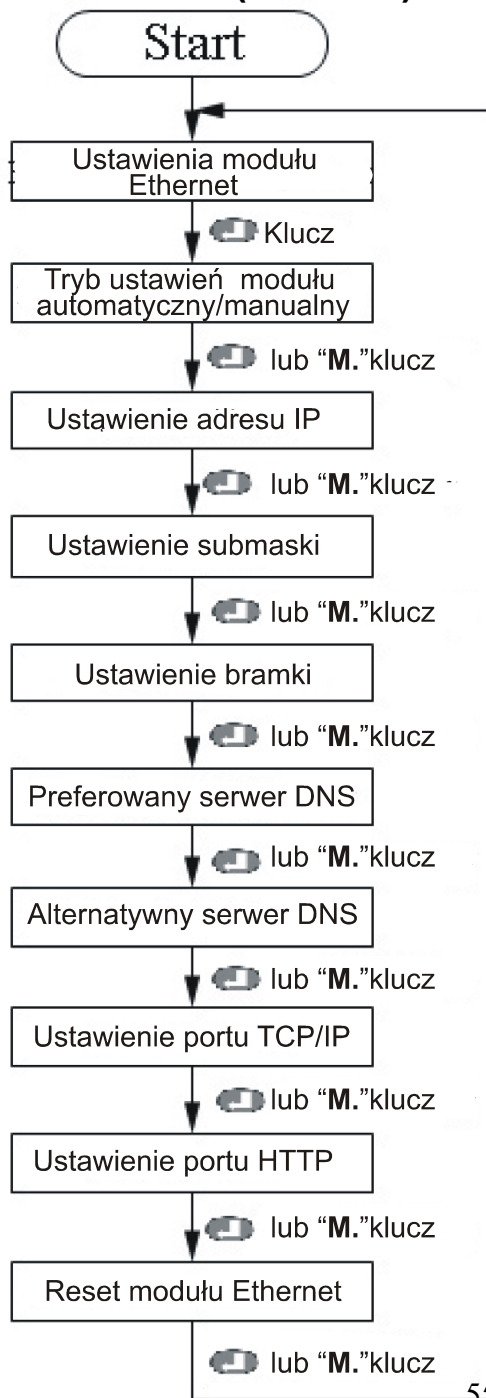 Start
Ustawienia modułu
Ethernet
Klucz
Tryb ustawień modułu
automatyczny/manualny
lub “M.”klucz
Ustawienie adresu IP
lub “M.”klucz
Ustawienie submaski
lub “M.”klucz
Ustawienie bramki
lub “M.”klucz
Preferowany serwer DNS
lub “M.”klucz
Alternatywny serwer DNS
lub “M.”klucz
Ustawienie portu TCP/IP
lub “M.”klucz
Ustawienie portu HTTP
lub “M.”klucz
Reset modułu Ethernet
lub “M.”klucz